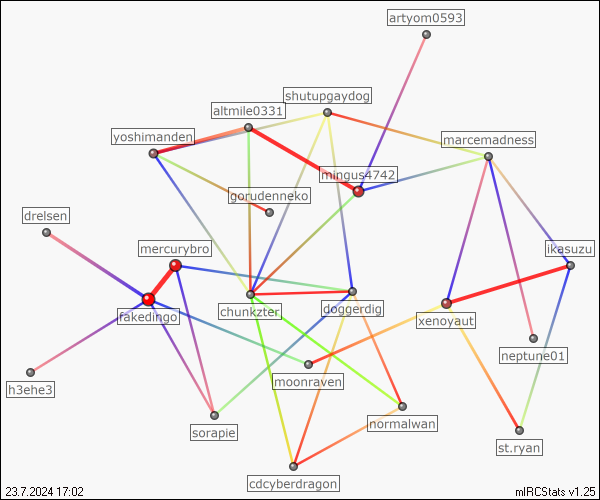 artyom0593
shutupgaydog
altmile0331
yoshimanden
marcemadness
mingus4742
gorudenneko
drelsen
mercurybro
ikasuzu
chunkzter
doggerdig
fakedingo
xenoyaut
neptune01
moonraven
h3ehe3
normalwan
sorapie
st.ryan
cdcyberdragon
23.7.2024 17:02
mIRCStats v1.25